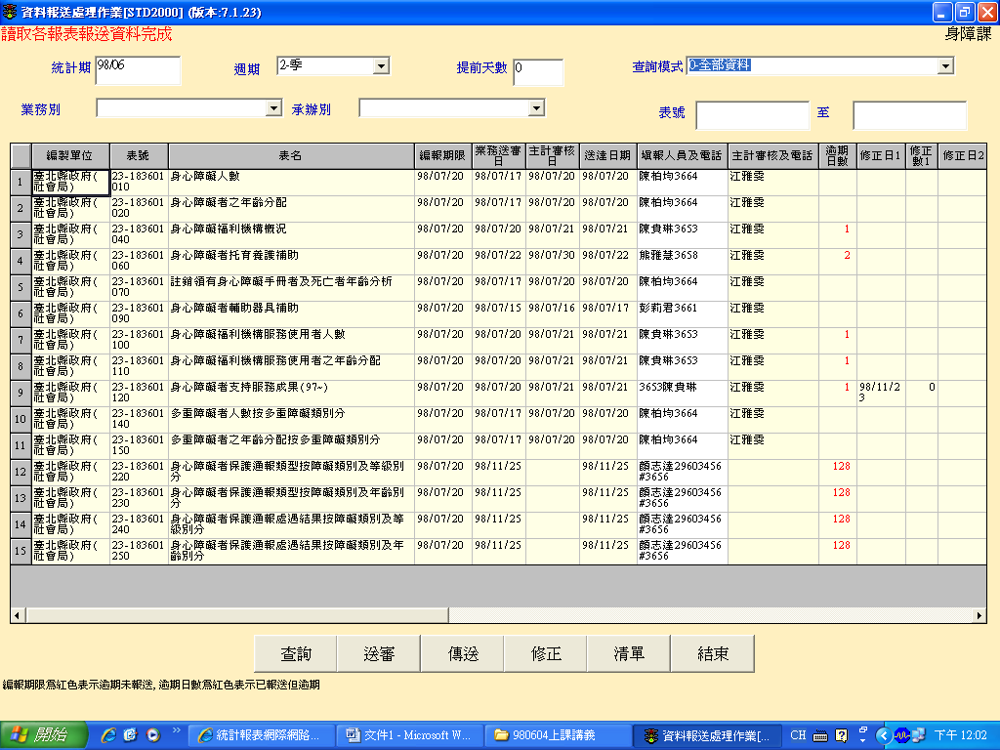 資料報送處理作業[STD2000] (版本:7.1.23)
讀取各報表報送資料完成 身障課
統計期 98/06 週期 2-季 提前天數 0 查詢模式 0-全部資料
業務別 承辦別 表號 至
編製單位 表號 表名 編報期限 業務送審日 主計審核日 送達日期 填報人員及電話 主計審核及電話 逾期日數 修正日1 修正數1 修正日2
1 臺北縣政府(社會局) 23-183601010 身心障礙人數 98/07/20 98/07/17 98/07/20 98/07/20 陳柏均3664 江雅雯
2 臺北縣政府(社會局) 23-183601020 身心障礙者之年齡分配 98/07/20 98/07/17 98/07/20 98/07/20 陳柏均3664 江雅雯
3 臺北縣政府(社會局) 23-183601040 身心障礙福利機構概況 98/07/20 98/07/20 98/07/21 98/07/21 陳貴琳3653 江雅雯 1
4 臺北縣政府(社會局) 23-183601060 身心障礙者托育養護補助 98/07/20 98/07/22 98/07/30 98/07/22 熊雅慧3658 江雅雯 2
5 臺北縣政府(社會局) 23-183601070 註銷領有身心障礙手冊者及死亡者年齡分析 98/07/20 98/07/17 98/07/20 98/07/20 陳柏均3664 江雅雯
6 臺北縣政府(社會局) 23-183601090 身心障礙者輔助器具補助 98/07/20 98/07/15 98/07/16 98/07/17 彭莉君3661 江雅雯
7 臺北縣政府(社會局) 23-183601100 身心障礙福利機構服務使用者人數 98/07/20 98/07/20 98/07/21 98/07/21 陳貴琳3653 江雅雯 1
8 臺北縣政府(社會局) 23-183601110 身心障礙福利機構服務使用者之年齡分配 98/07/20 98/07/20 98/07/21 98/07/21 陳貴琳3653 江雅雯 1
9 臺北縣政府(社會局) 23-183601120 身心障礙者支持服務成果(97~) 98/07/20 98/07/20 98/07/21 98/07/21 3653陳貴琳 江雅雯 1 98/11/23 0
10 臺北縣政府(社會局) 23-183601140 多重障礙者人數按多重障礙類別分 98/07/20 98/07/17 98/07/20 98/07/20 陳柏均3664 江雅雯
11 臺北縣政府(社會局) 23-183601150 多重障礙者之年齡分配按多重障礙類別分 98/07/20 98/07/17 98/07/20 98/07/20 陳柏均3664 江雅雯
12 臺北縣政府(社會局) 23-183601220 身心障礙者保護通報類型按障礙類別及等級別分 98/07/20 98/11/25 98/11/25 顏志達29603456#3656 128
13 臺北縣政府(社會局) 23-183601230 身心障礙者保護通報類型按障礙類別及年齡別分 98/07/20 98/11/25 98/11/25 顏志達29603456#3656 128
14 臺北縣政府(社會局) 23-183601240 身心障礙者保護通報處遇結果按障礙類別及等級別分 98/07/20 98/11/25 98/11/25 顏志達29603456#3656 128
15 臺北縣政府(社會局) 23-183601250 身心障礙者保護通報處遇結果按障礙類別及年齡別分 98/07/20 98/11/25 98/11/25 顏志達29603456#3656 128
查詢 送審 傳送 修正 清單 結束
編報期限為紅色表示逾期未報送, 逾期日數為紅色表示已報送但逾期
開始 統計報表網際網路... 文件1 - Microsoft W... 980604上課講義 資料報送處理作業[... CH 下午 12:02